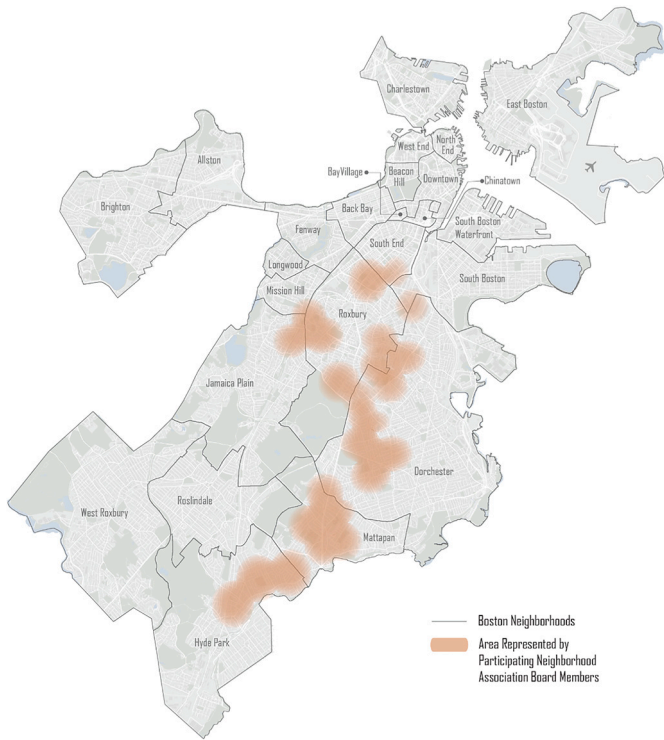 Charlestown
East Boston
North
End
West End
Allston
Bay Village
Beacon
Hill
Downtown
Chinatown
Brighton
Back Bay
South Boston
Waterfront
Fenway
South End
Longwood
South Boston
Mission Hill
Roxbury
Jamaica Plain
Dorchester
Roslindale
West Roxbury
Mattapan
Hyde Park
Boston Neighborhoods
Area Represented by
Participating Neighborhood
Association Board Members